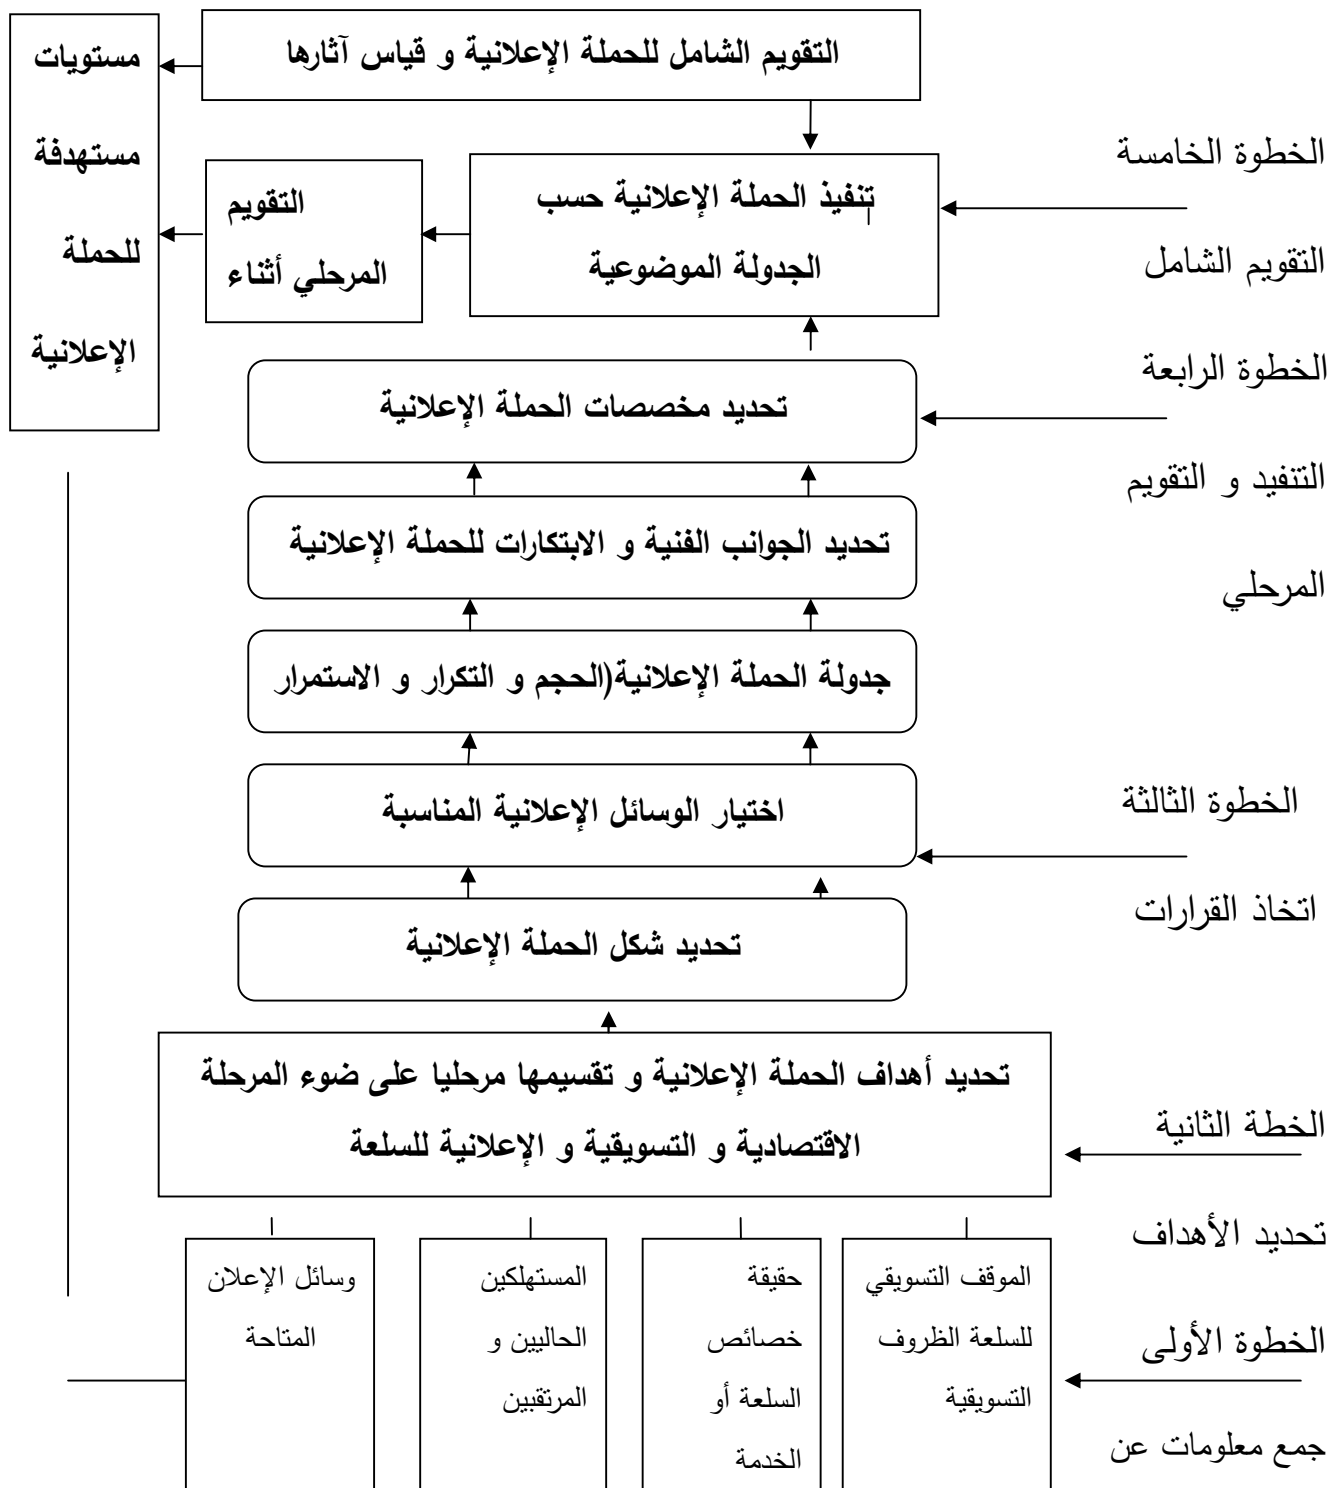 التقويم الشامل للحملة الإعلانية و قياس آثارها
مستويات
مستهدفة
للحملة
الإعلانية
الخطوة الخامسة
التقويم الشامل
تنفيذ الحملة الإعلانية حسب
الجدولة الموضوعية
التقويم
المرحلي أثناء
الخطوة الرابعة
التنفيد و التقويم
المرحلي
تحديد مخصصات الحملة الإعلانية
تحديد الجوانب الفنية و الابتكارات للحملة الإعلانية
جدولة الحملة الإعلانية(الحجم و التكرار و الاستمرار
الخطوة الثالثة
اتخاذ القرارات
اختيار الوسائل الإعلانية المناسبة
تحديد شكل الحملة الإعلانية
الخطة الثانية
تحديد الأهداف
تحديد أهداف الحملة الإعلانية و تقسيمها مرحليا على ضوء المرحلة
الاقتصادية و التسويقية و الإعلانية للسلعة
الخطوة الأولى
جمع معلومات عن
الموقف التسويقي
للسلعة الظروف
التسويقية
حقيقة
خصائص
السلعة أو
الخدمة
المستهلكين
الحاليين و
المرتقبين
وسائل الإعلان
المتاحة